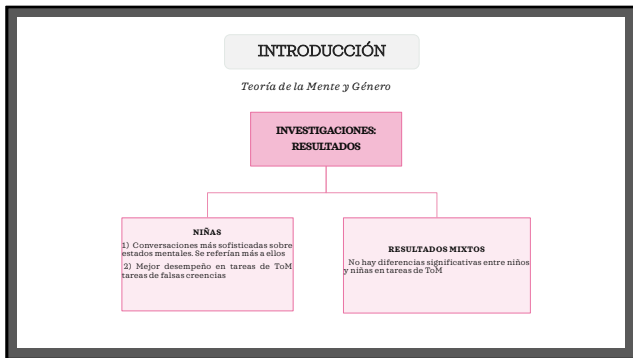 INTRODUCCIÓN
Teoría de la Mente y Género
INVESTIGACIONES:
RESULTADOS
NIÑAS
1) Conversaciones más sofisticadas sobre
estados mentales. Se referían más a ellos
2) Mejor desempeño en tareas de ToM
tareas de falsas creencias
RESULTADOS MIXTOS
No hay diferencias significativas entre niños
y niñas en tareas de ToM